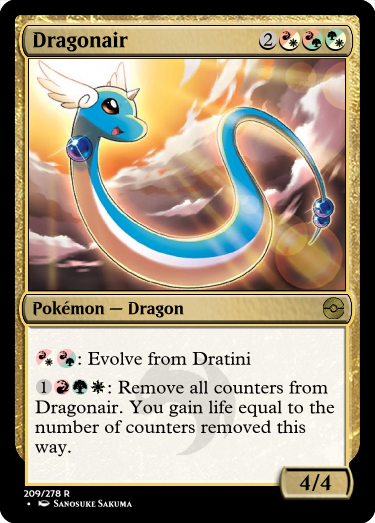 Dragonair 2
Pokémon — Dragon
: Evolve from Dratini
1 : Remove all counters from
Dragonair. You gain life equal to the
number of counters removed this
way.
4/4
209/278 R
• Sanosuke Sakuma